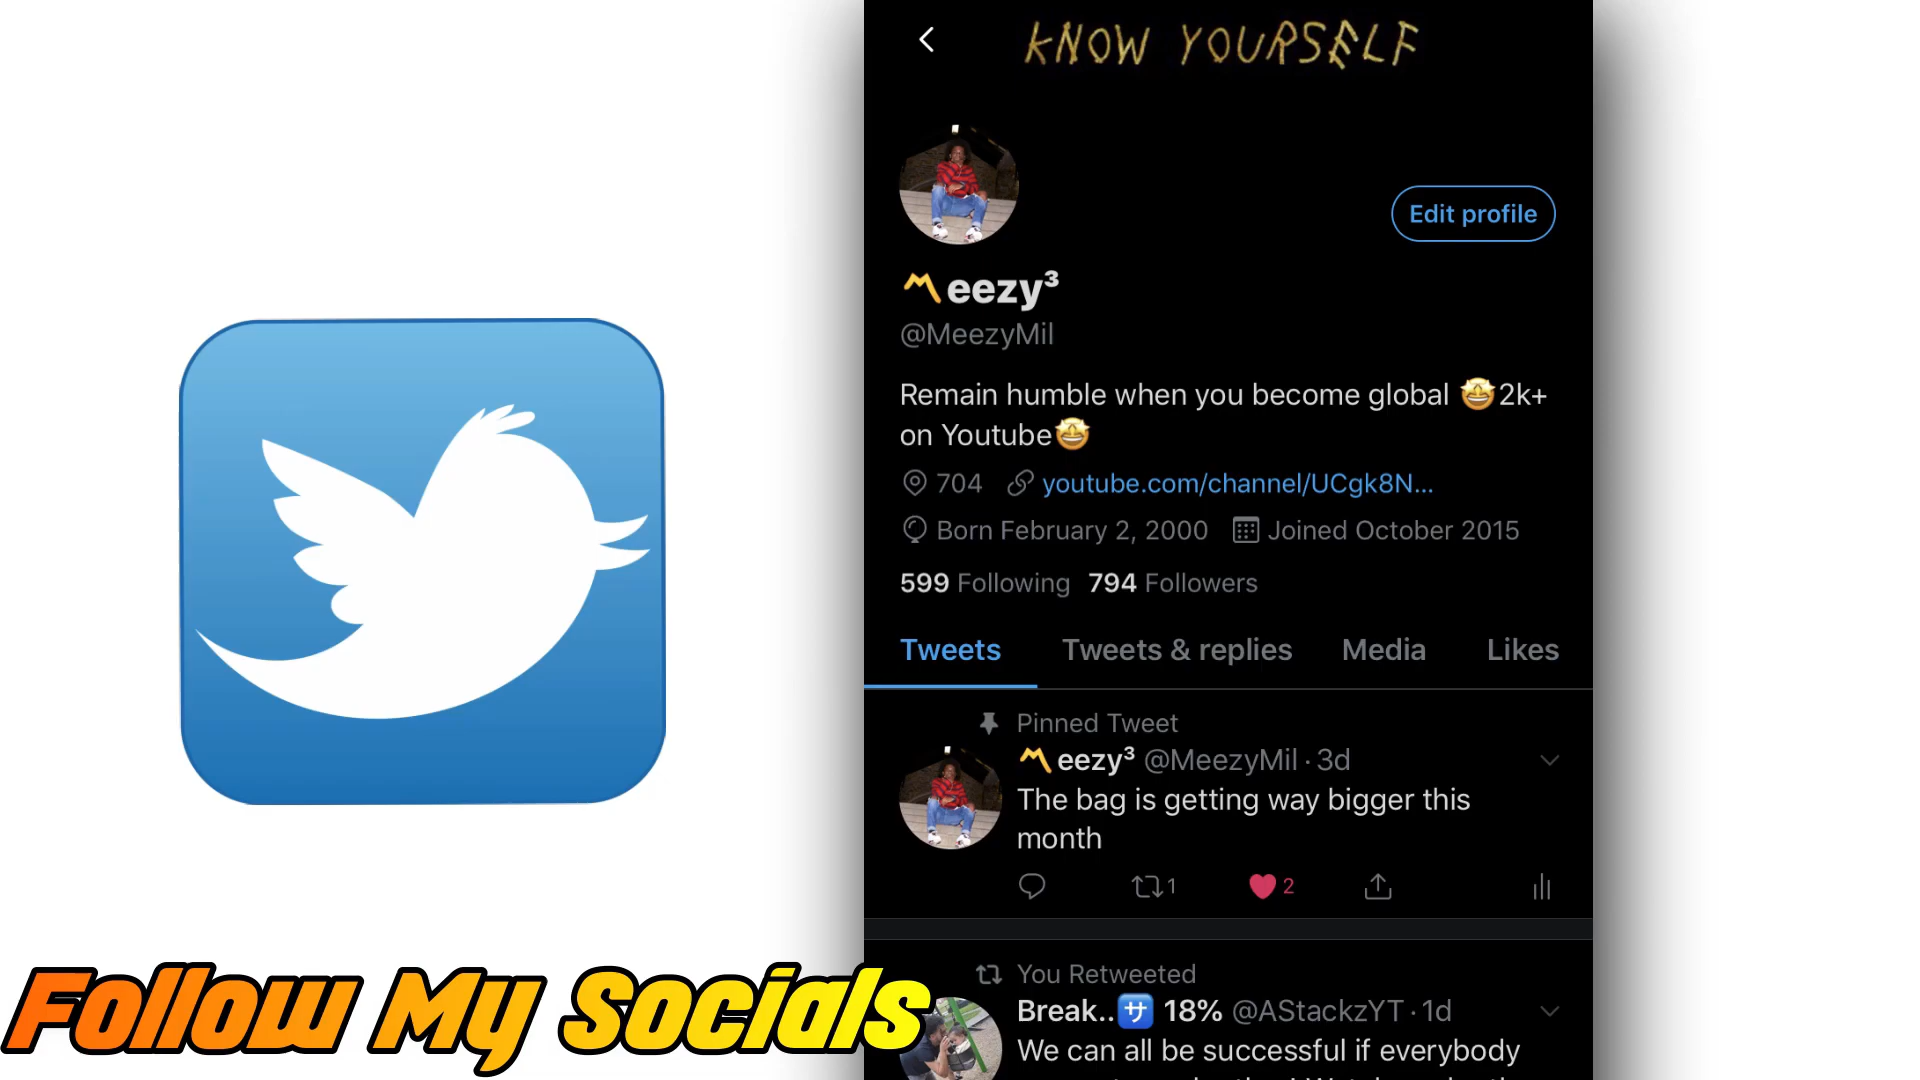 KNOW YOURSELF
Edit profile
〽️eezy³
@MeezyMil
Remain humble when you become global 🤩2k+
on Youtube🤩
704 youtube.com/channel/UCgk8N...
Born February 2, 2000 Joined October 2015
599 Following 794 Followers
Tweets Tweets & replies Media Likes
Pinned Tweet
〽️eezy³ @MeezyMil · 3d
The bag is getting way bigger this
month
1 2
You Retweeted
Break..🈂️ 18% @AStackzYT · 1d
We can all be successful if everybody
Follow My Socials